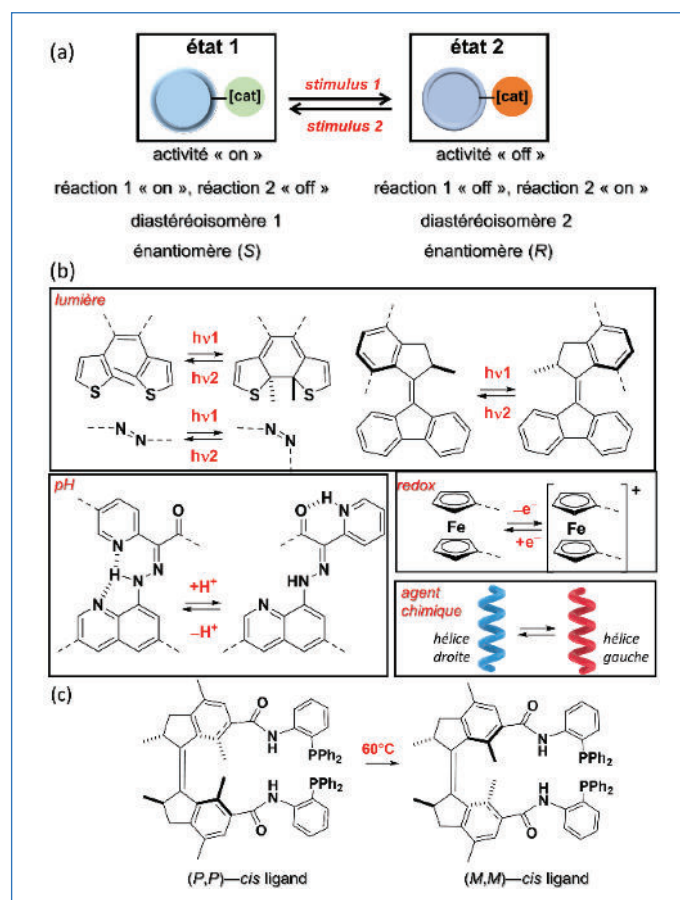 (a)
état 1
état 2
[cat]
stimulus 1
[cat]
stimulus 2
activité « on »
activité « off »
réaction 1 « on », réaction 2 « off »
réaction 1 « off », réaction 2 « on »
diastéréoisomère 1
diastéréoisomère 2
énantiomère (S)
énantiomère (R)
(b)
lumière
hν1
hν2
S S
S S
hν1
hν2
N N
hν1
hν2
N N
pH
O
N
H
N
N
N
+H⁺
–H⁺
O H
N
N
HN
N
redox
Fe
–e⁻
+e⁻
Fe
+
agent
chimique
hélice
droite
hélice
gauche
(c)
O
N
H
PPh₂
PPh₂
H
N
O
60°C
O
N
H
PPh₂
PPh₂
H
N
O
(P,P)—cis ligand
(M,M)—cis ligand